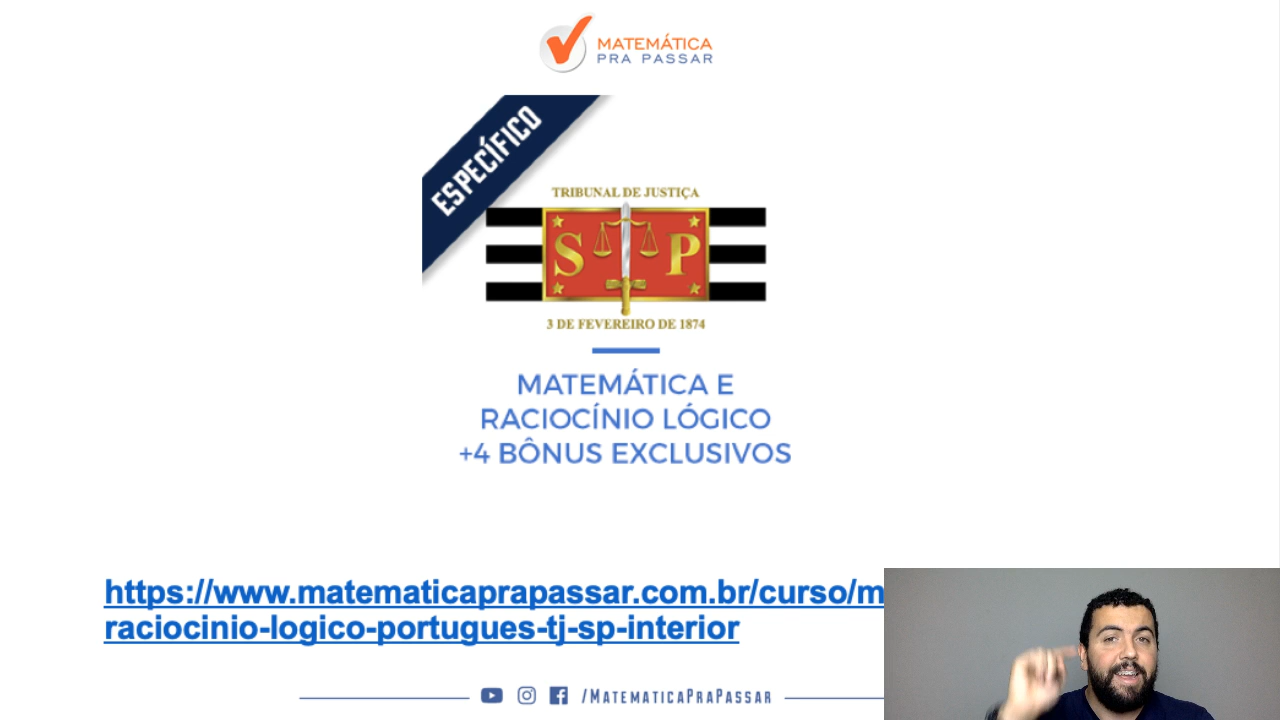 MATEMÁTICA
PRA PASSAR
ESPECÍFICO
TRIBUNAL DE JUSTIÇA
S P
3 DE FEVEREIRO DE 1874
MATEMÁTICA E
RACIOCÍNIO LÓGICO
+4 BÔNUS EXCLUSIVOS
https://www.matematicaprapassar.com.br/curso/m
raciocinio-logico-portugues-tj-sp-interior
/MATEMATICAPRAPASSAR